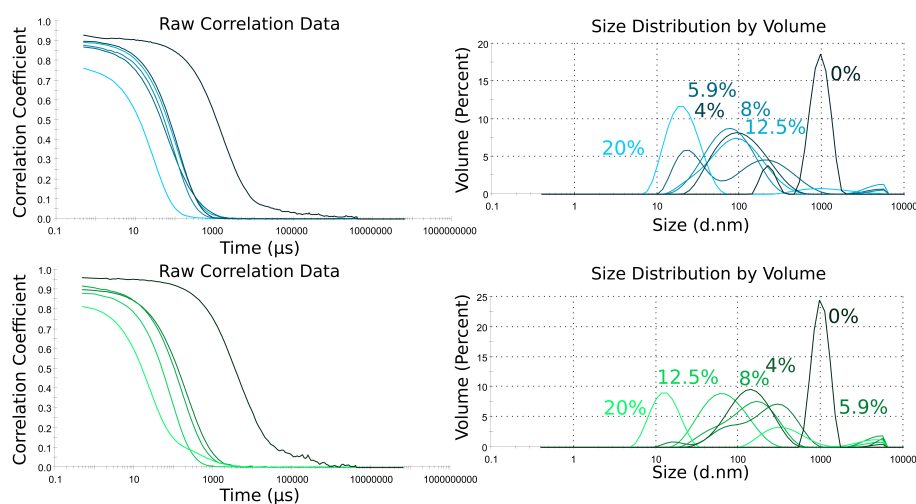 Raw Correlation Data
Correlation Coefficient
1.0
0.9
0.8
0.7
0.6
0.5
0.4
0.3
0.2
0.1
0.0
0.1 10 1000 100000 10000000 1000000000
Time (μs)
Size Distribution by Volume
Volume (Percent)
20
15
10
5
0
5.9%
4%
8%
12.5%
20%
0%
0.1 1 10 100 1000 10000
Size (d.nm)
Raw Correlation Data
Correlation Coefficient
1.0
0.9
0.8
0.7
0.6
0.5
0.4
0.3
0.2
0.1
0.0
0.1 10 1000 100000 10000000 1000000000
Time (μs)
Size Distribution by Volume
Volume (Percent)
25
20
15
10
5
0
0%
4%
12.5%
8%
20%
5.9%
0.1 1 10 100 1000 1000
Size (d.nm)